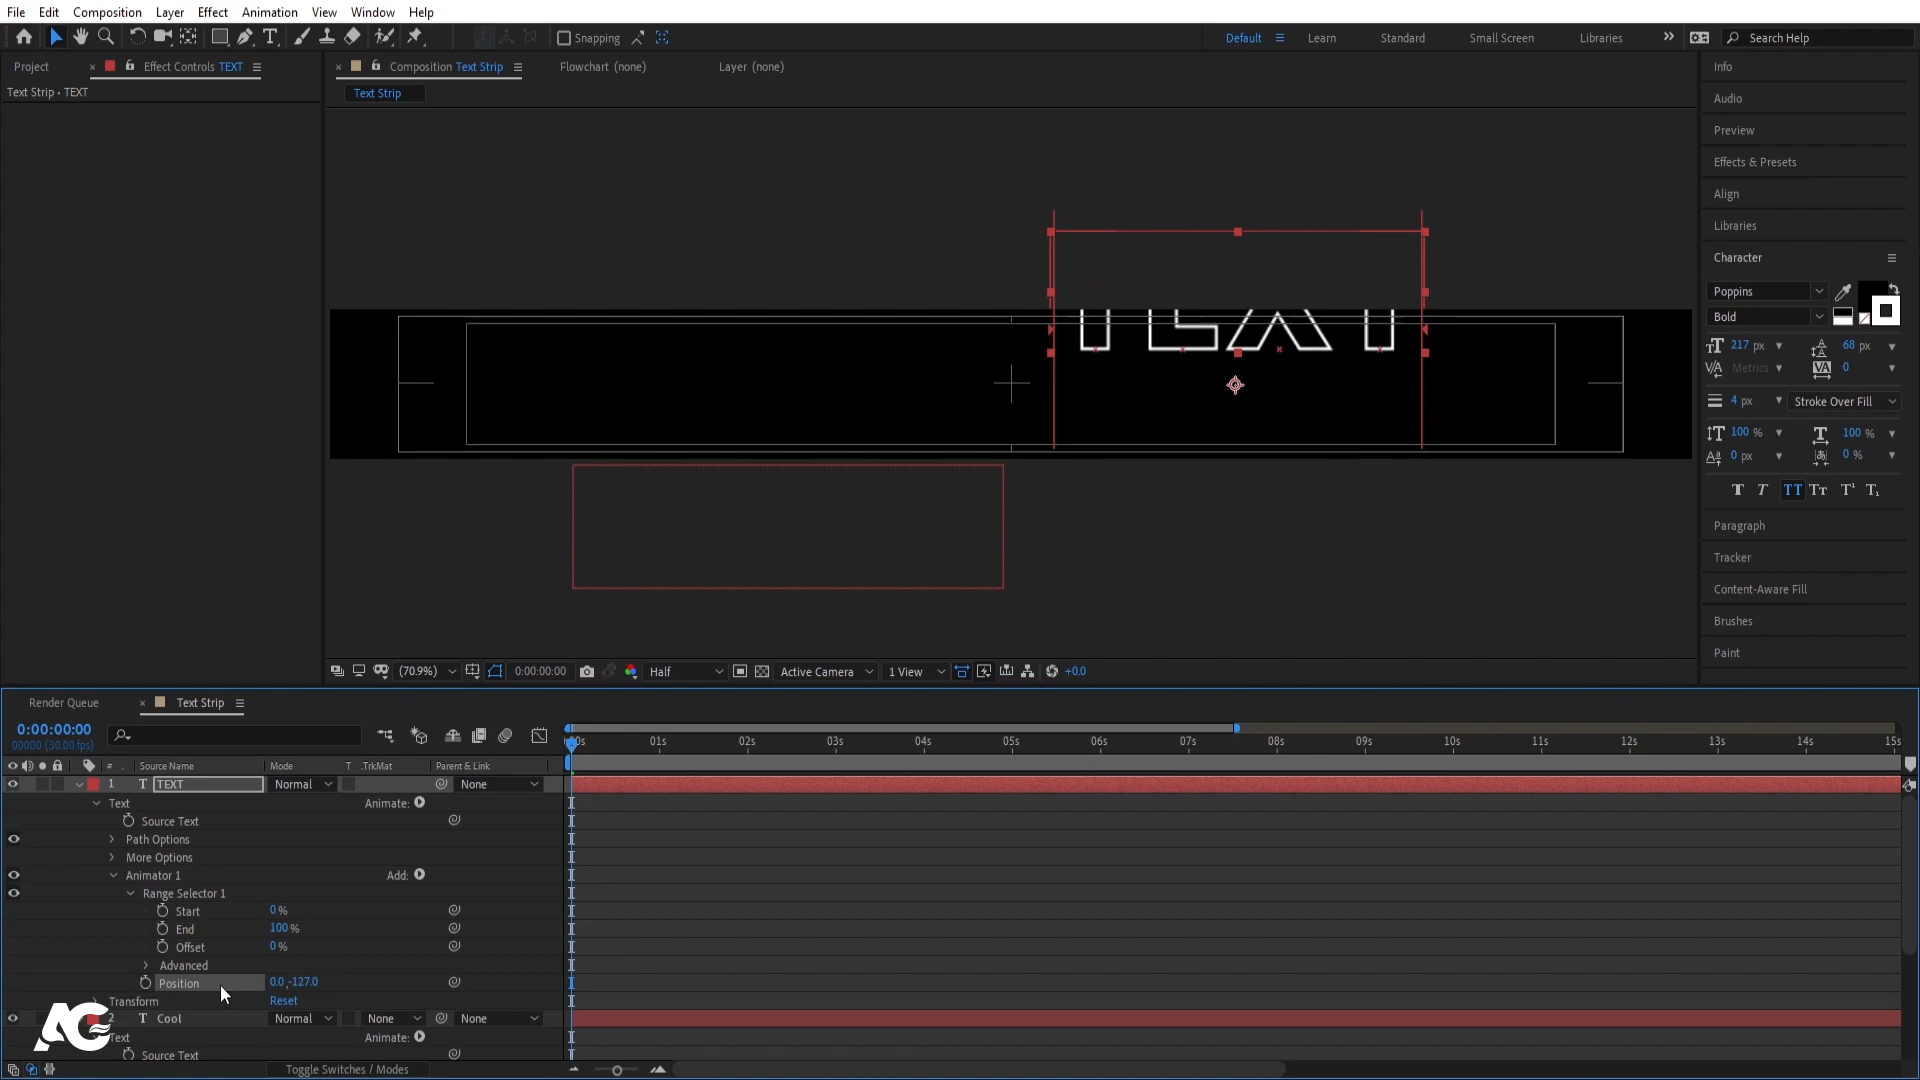 File Edit Composition Layer Effect Animation View Window Help
Snapping
Default Learn Standard Small Screen Libraries Search Help
Project Effect Controls TEXT
Composition Text Strip
Flowchart (none)
Layer (none)
Text Strip • TEXT
Text Strip
Info
Audio
Preview
Effects & Presets
Align
Libraries
Character
Poppins
Bold
217 px 68 px
Metrics 0
4 px Stroke Over Fill
100 % 100 %
0 px 0 %
T T TT Tт T¹ T₁
Paragraph
Tracker
Content-Aware Fill
Brushes
Paint
TEXT
(70.9%) 0:00:00:00 Half Active Camera 1 View +0.0
Render Queue Text Strip
0:00:00:00
00000 (30.00 fps)
:00s 01s 02s 03s 04s 05s 06s 07s 08s 09s 10s 11s 12s 13s 14s 15s
# . Source Name Mode T .TrkMat Parent & Link
1 T TEXT Normal None
Text Animate:
Source Text
Path Options
More Options
Animator 1 Add:
Range Selector 1
Start 0 %
End 100 %
Offset 0 %
Advanced
Position 0.0,-127.0
Transform Reset
2 T Cool Normal None None
Text Animate:
Source Text
AC
Toggle Switches / Modes